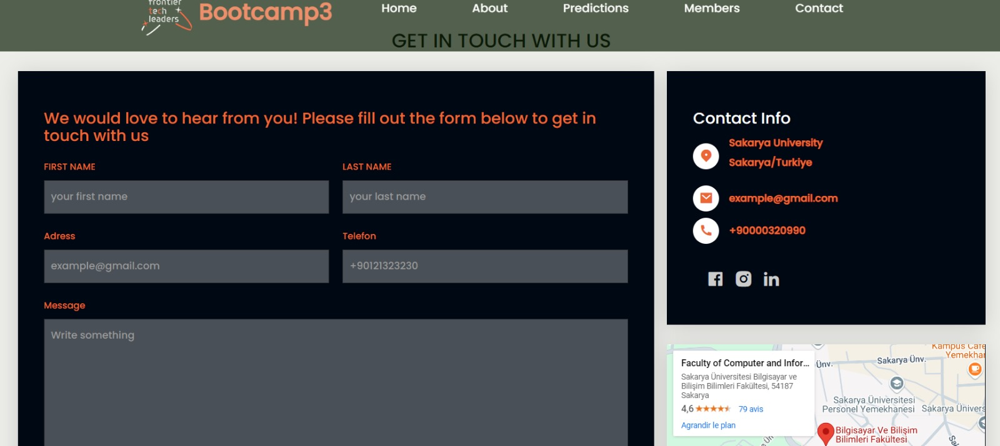 frontier
tech
leaders
Bootcamp3
Home
About
Predictions
Members
Contact
GET IN TOUCH WITH US
We would love to hear from you! Please fill out the form below to get in
touch with us
FIRST NAME
LAST NAME
your first name
your last name
Adress
Telefon
example@gmail.com
+90121323230
Message
Write something
Contact Info
Sakarya University
Sakarya/Turkiye
example@gmail.com
+90000320990
Faculty of Computer and Infor...
Sakarya Üniversitesi Bilgisayar ve
Bilişim Bilimleri Fakültesi, 54187
Sakarya
4,6
79 avis
Agrandir le plan
Ünv.
Sakarya Ünv.
Kampus Cafe
Yemekhan
Sakarya Üniversitesi
Personel Yemekhanesi
Sakarya Univers
Bilgisayar Ve Bilişim
Bilimleri Fakültesi